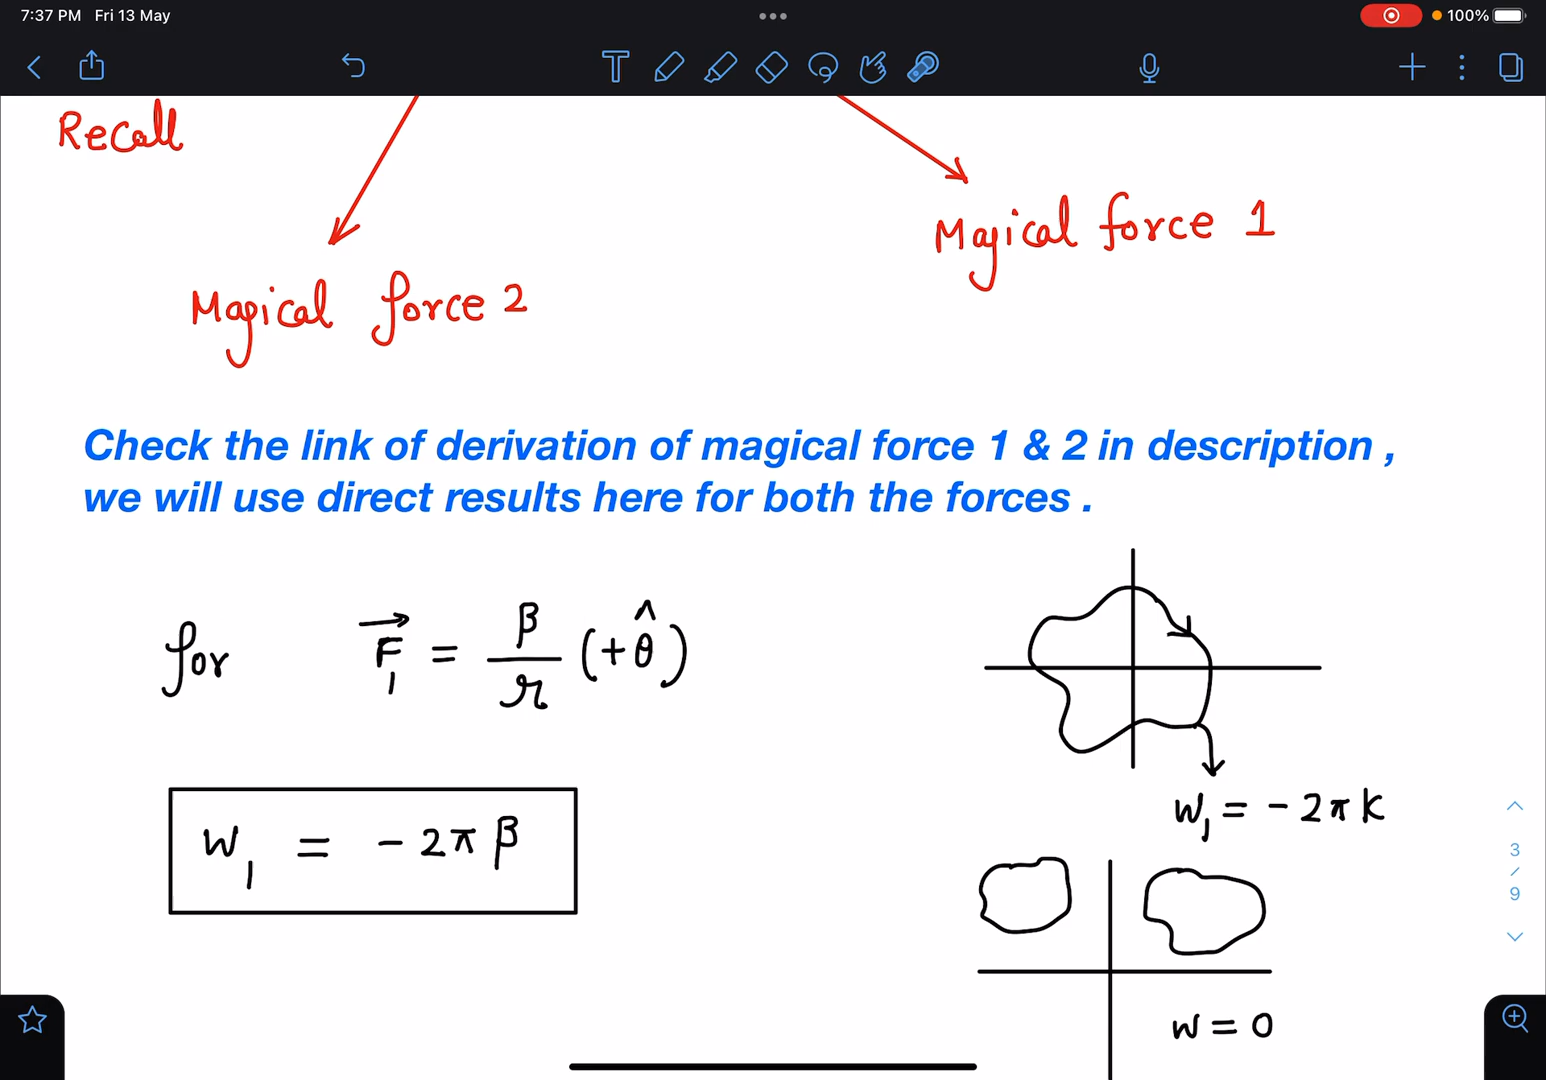 7:37 PM Fri 13 May
100%
Recall
Magical force 1
Magical force 2
Check the link of derivation of magical force 1 & 2 in description ,
we will use direct results here for both the forces .
for F⃗₁ = β/r (+θ̂)
W₁ = -2π β
W₁ = -2πk
W = 0
3
/
9